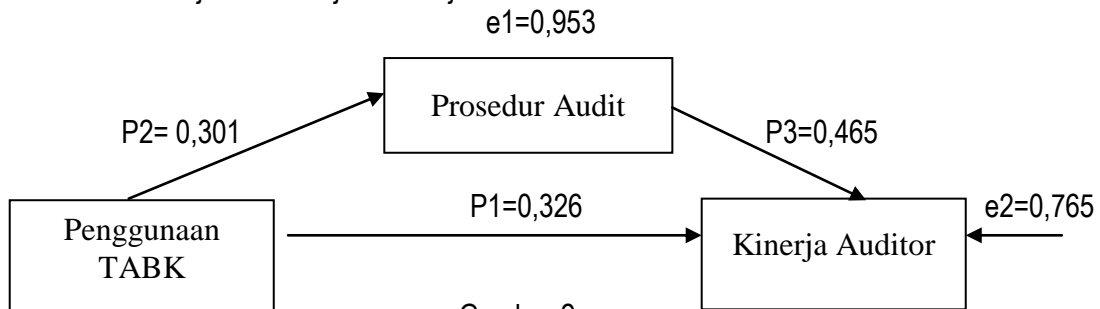 e1=0,953
Prosedur Audit
P2= 0,301
P3=0,465
P1=0,326
e2=0,765
Penggunaan
TABK
Kinerja Auditor